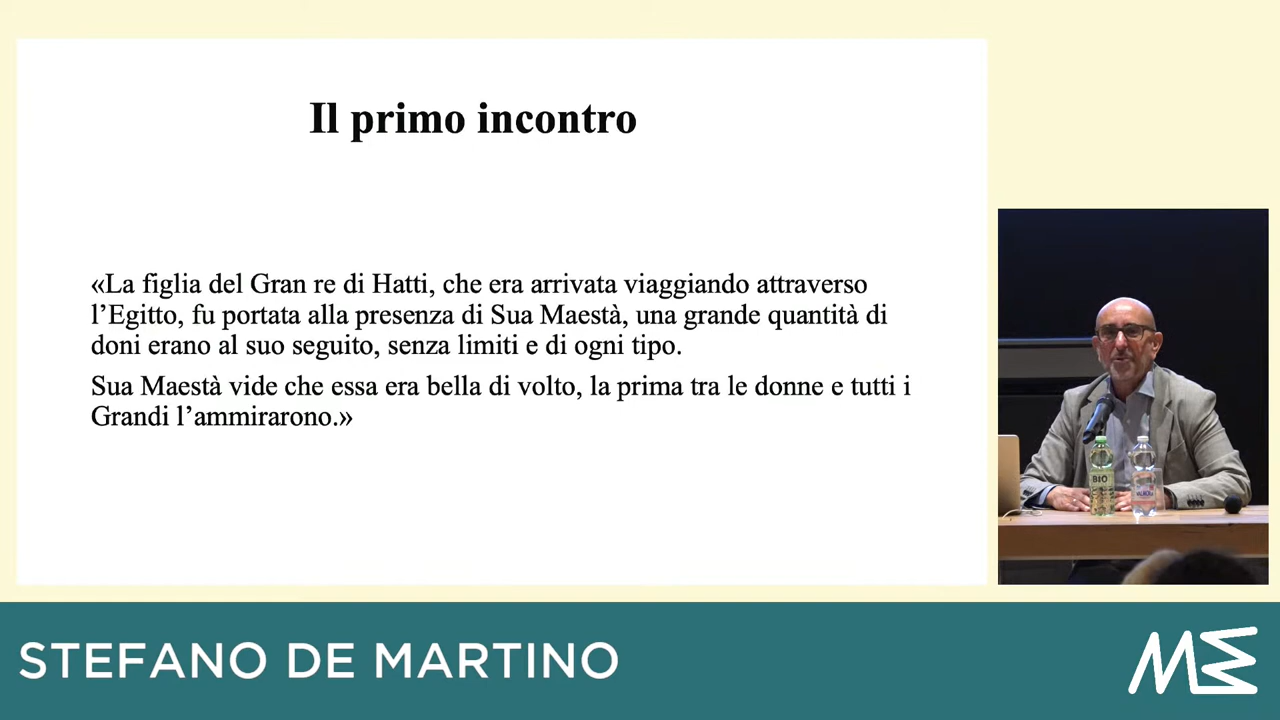 Il primo incontro
«La figlia del Gran re di Hatti, che era arrivata viaggiando attraverso
l’Egitto, fu portata alla presenza di Sua Maestà, una grande quantità di
doni erano al suo seguito, senza limiti e di ogni tipo.
Sua Maestà vide che essa era bella di volto, la prima tra le donne e tutti i
Grandi l’ammirarono.»
BIO
STEFANO DE MARTINO
ME